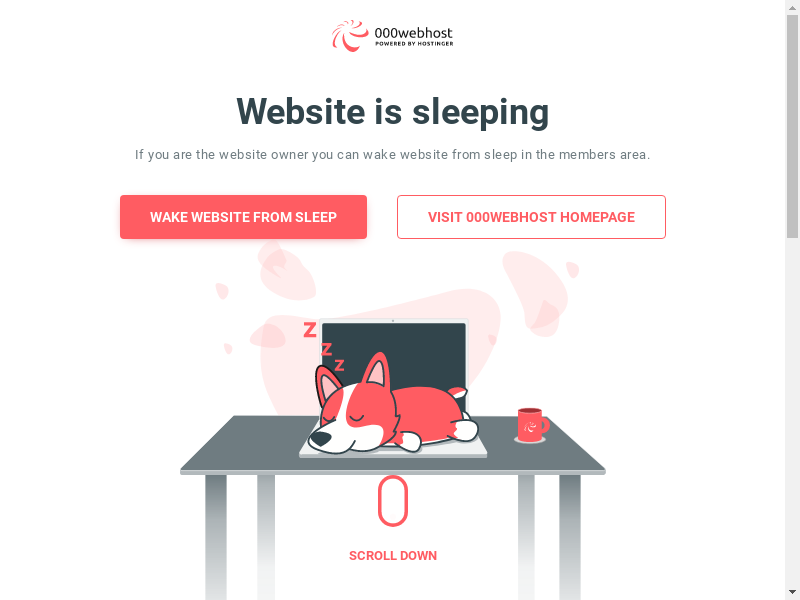 000webhost
POWERED BY HOSTINGER
Website is sleeping
If you are the website owner you can wake website from sleep in the members area.
WAKE WEBSITE FROM SLEEP
VISIT 000WEBHOST HOMEPAGE
Z
Z
Z
SCROLL DOWN